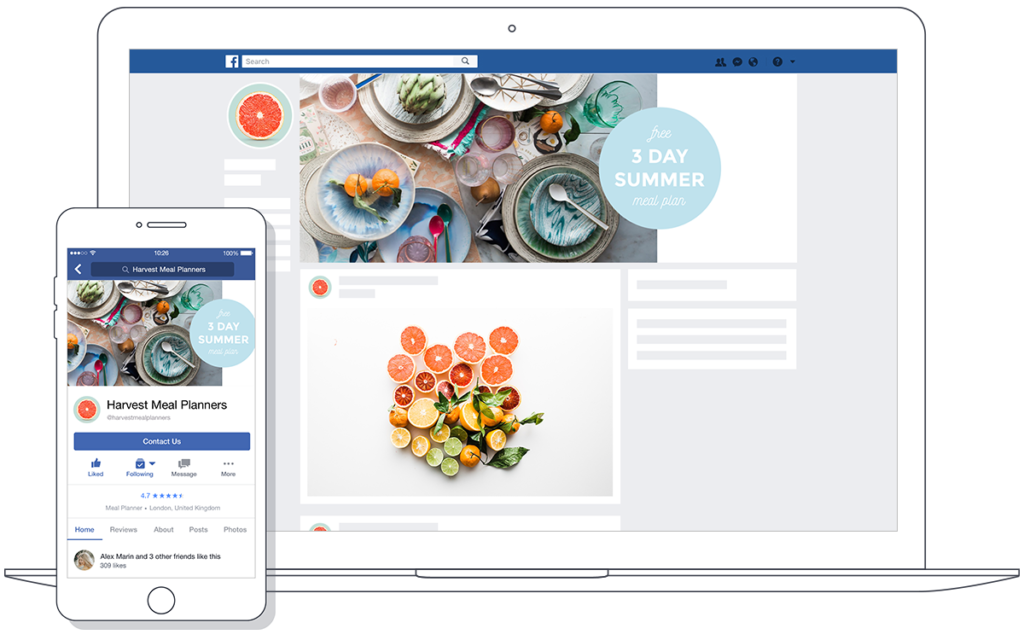 Search
free
3 DAY
SUMMER
meal plan
10:26
100%
Harvest Meal Planners
free
3 DAY
SUMMER
meal plan
Harvest Meal Planners
@harvestmealplanners
Contact Us
Liked Following Message More
4.7
Meal Planner • London, United Kingdom
Home Reviews About Posts Photos
Alex Marin and 3 other friends like this
309 likes